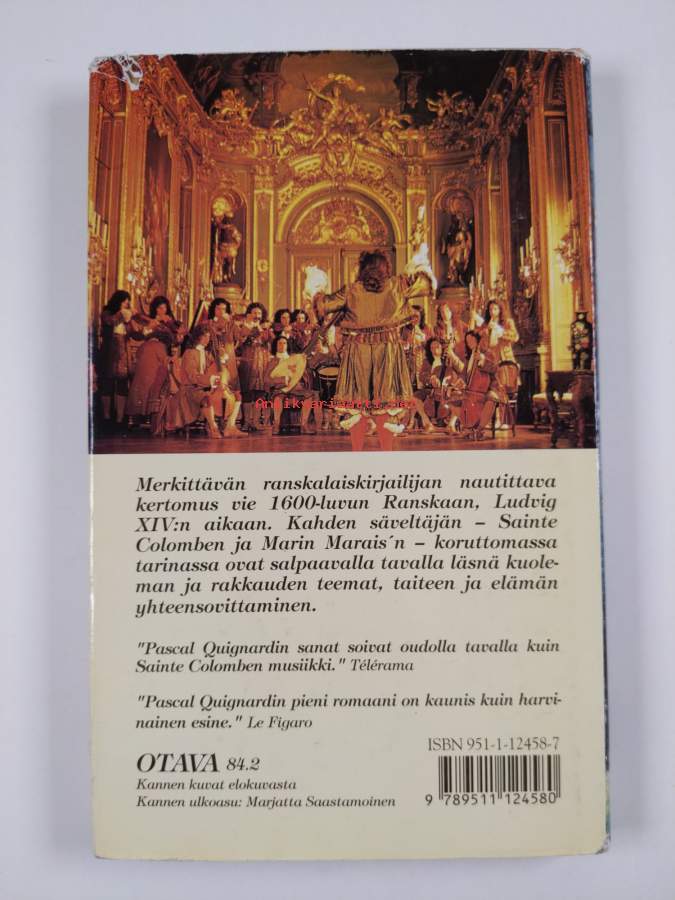 Antikvariaatti.net
Merkittävän ranskalaiskirjailijan nautittava
kertomus vie 1600-luvun Ranskaan, Ludvig
XIV:n aikaan. Kahden säveltäjän – Sainte
Colomben ja Marin Marais´n – koruttomassa
tarinassa ovat salpaavalla tavalla läsnä kuole-
man ja rakkauden teemat, taiteen ja elämän
yhteensovittaminen.
"Pascal Quignardin sanat soivat oudolla tavalla kuin
Sainte Colomben musiikki." Télérama
"Pascal Quignardin pieni romaani on kaunis kuin harvi-
nainen esine." Le Figaro
ISBN 951-1-12458-7
OTAVA 84.2
Kannen kuvat elokuvasta
Kannen ulkoasu: Marjatta Saastamoinen
9 789511 124580